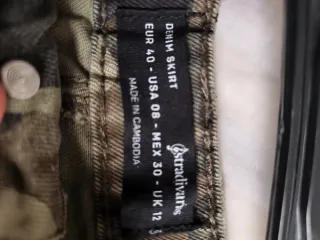 DENIM SKIRT
EUR 40 - USA 08 - MEX 30 - UK 12
MADE IN CAMBODIA
stradivarius